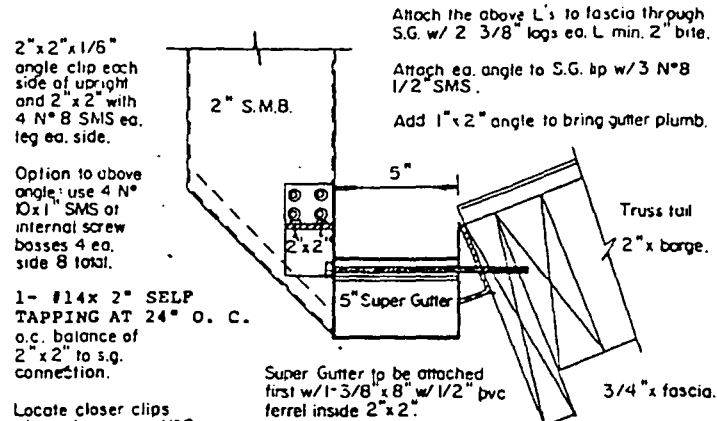 Attach the above L's to fascia through
S.G. w/ 2 3/8" lags ea. L min. 2" bite.
Attach ea. angle to S.G. lip w/3 N°8
1/2" SMS.
Add 1"x2" angle to bring gutter plumb.
2"x2"x1/6"
angle clip each
side of upright
and 2"x2" with
4 N°8 SMS ea.
leg ea. side.
Option to above
angle: use 4 N°
10x1" SMS at
internal screw
bosses 4 ea.
side 8 total.
1- #14x 2" SELF
TAPPING AT 24" O. C.
o.c. balance of
2"x2" to s.g.
connection.
Locate closer clips
2" S.M.B.
5"
2"x2"
5" Super Gutter
Truss tail
2"x barge.
3/4"x fascia.
Super Gutter to be attached
first w/1-3/8"x8" w/1/2" pvc
ferrel inside 2"x2".